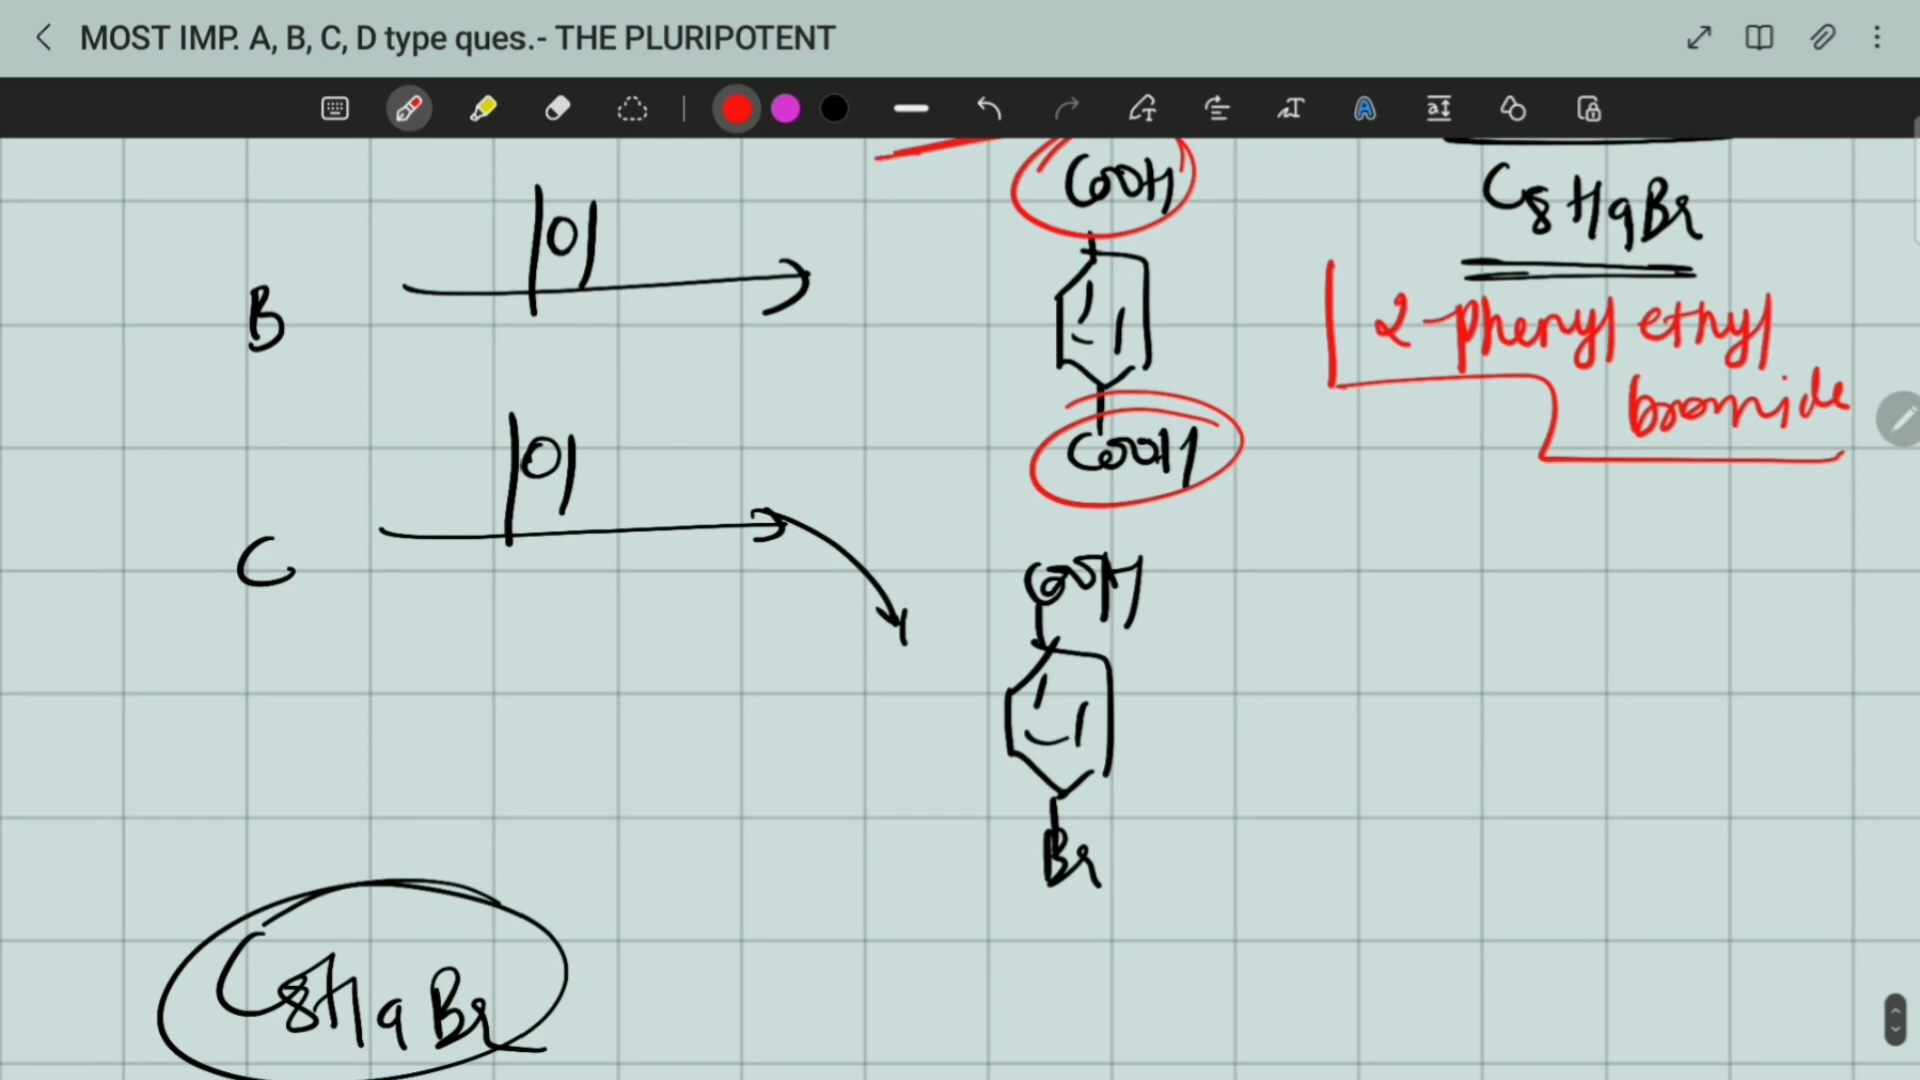 MOST IMP. A, B, C, D type ques.- THE PLURIPOTENT
COOH
C8H9Br
|O|
B
2-phenyl ethyl
bromide
COOH
|O|
C
COOH
Br
C8H9Br